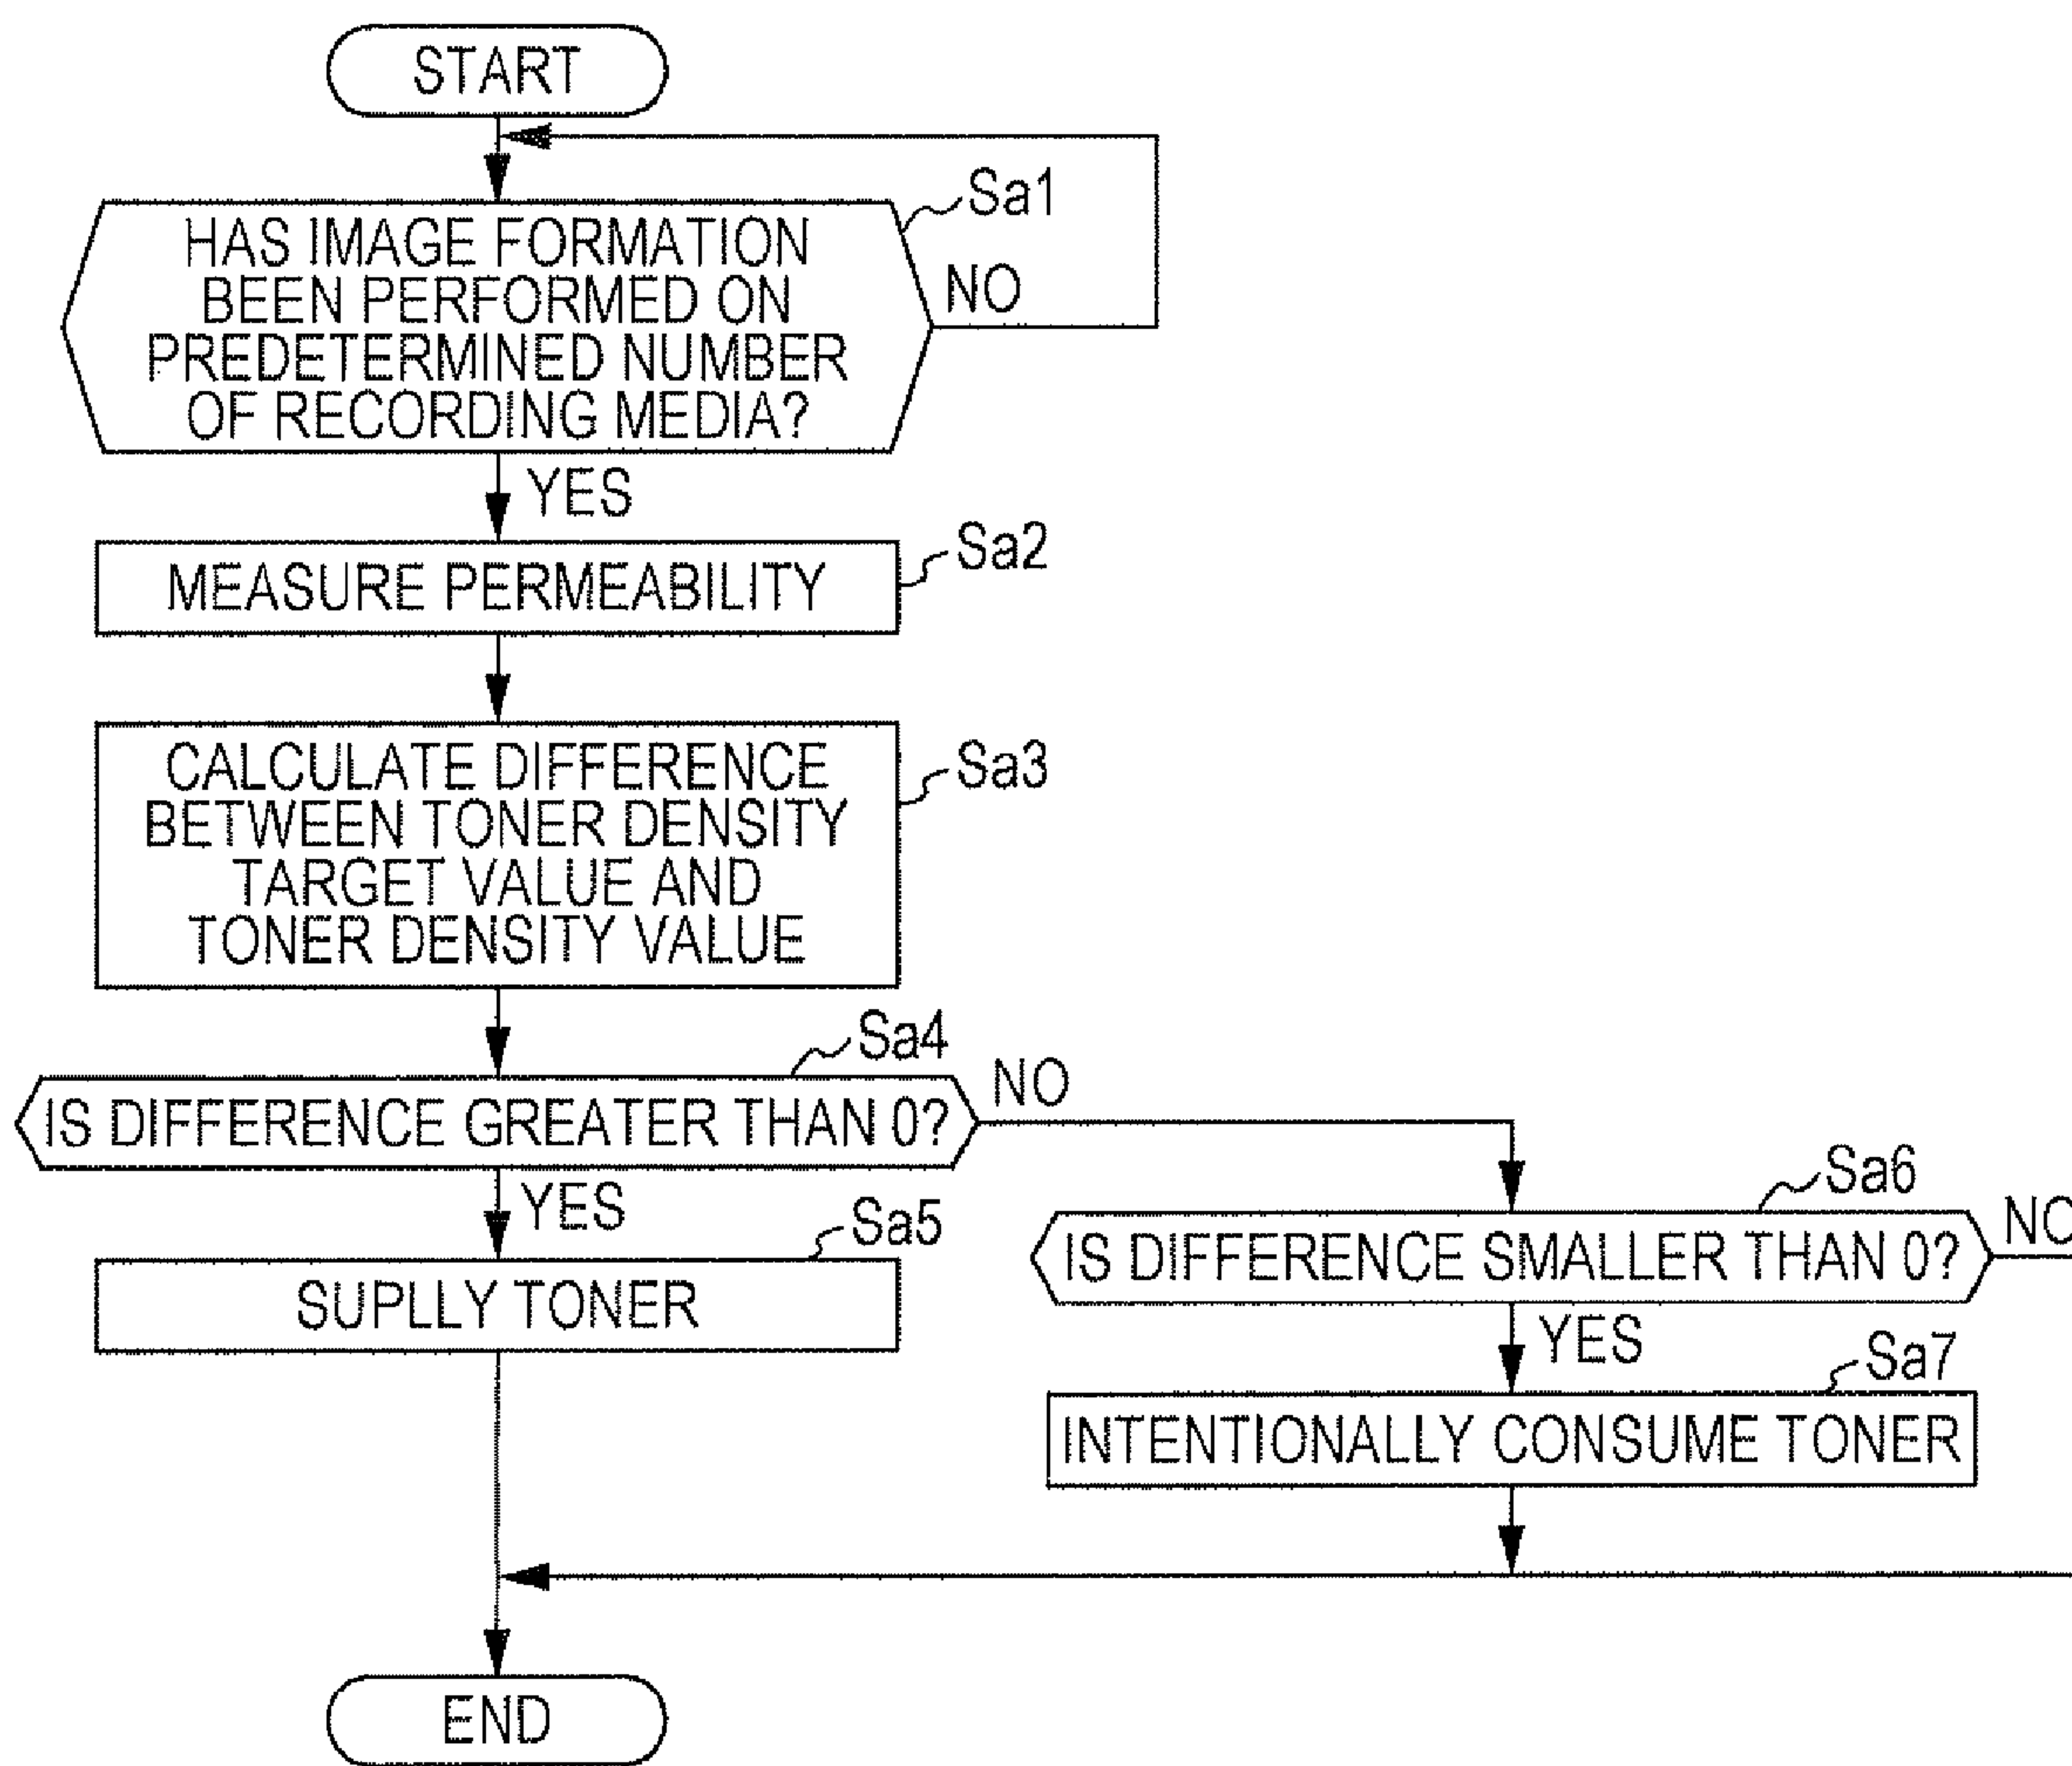 START
Sa1
HAS IMAGE FORMATION
BEEN PERFORMED ON
PREDETERMINED NUMBER
OF RECORDING MEDIA?
NO
YES
Sa2
MEASURE PERMEABILITY
Sa3
CALCULATE DIFFERENCE
BETWEEN TONER DENSITY
TARGET VALUE AND
TONER DENSITY VALUE
Sa4
IS DIFFERENCE GREATER THAN 0?
NO
YES
Sa5
SUPLLY TONER
Sa6
IS DIFFERENCE SMALLER THAN 0?
NO
YES
Sa7
INTENTIONALLY CONSUME TONER
END